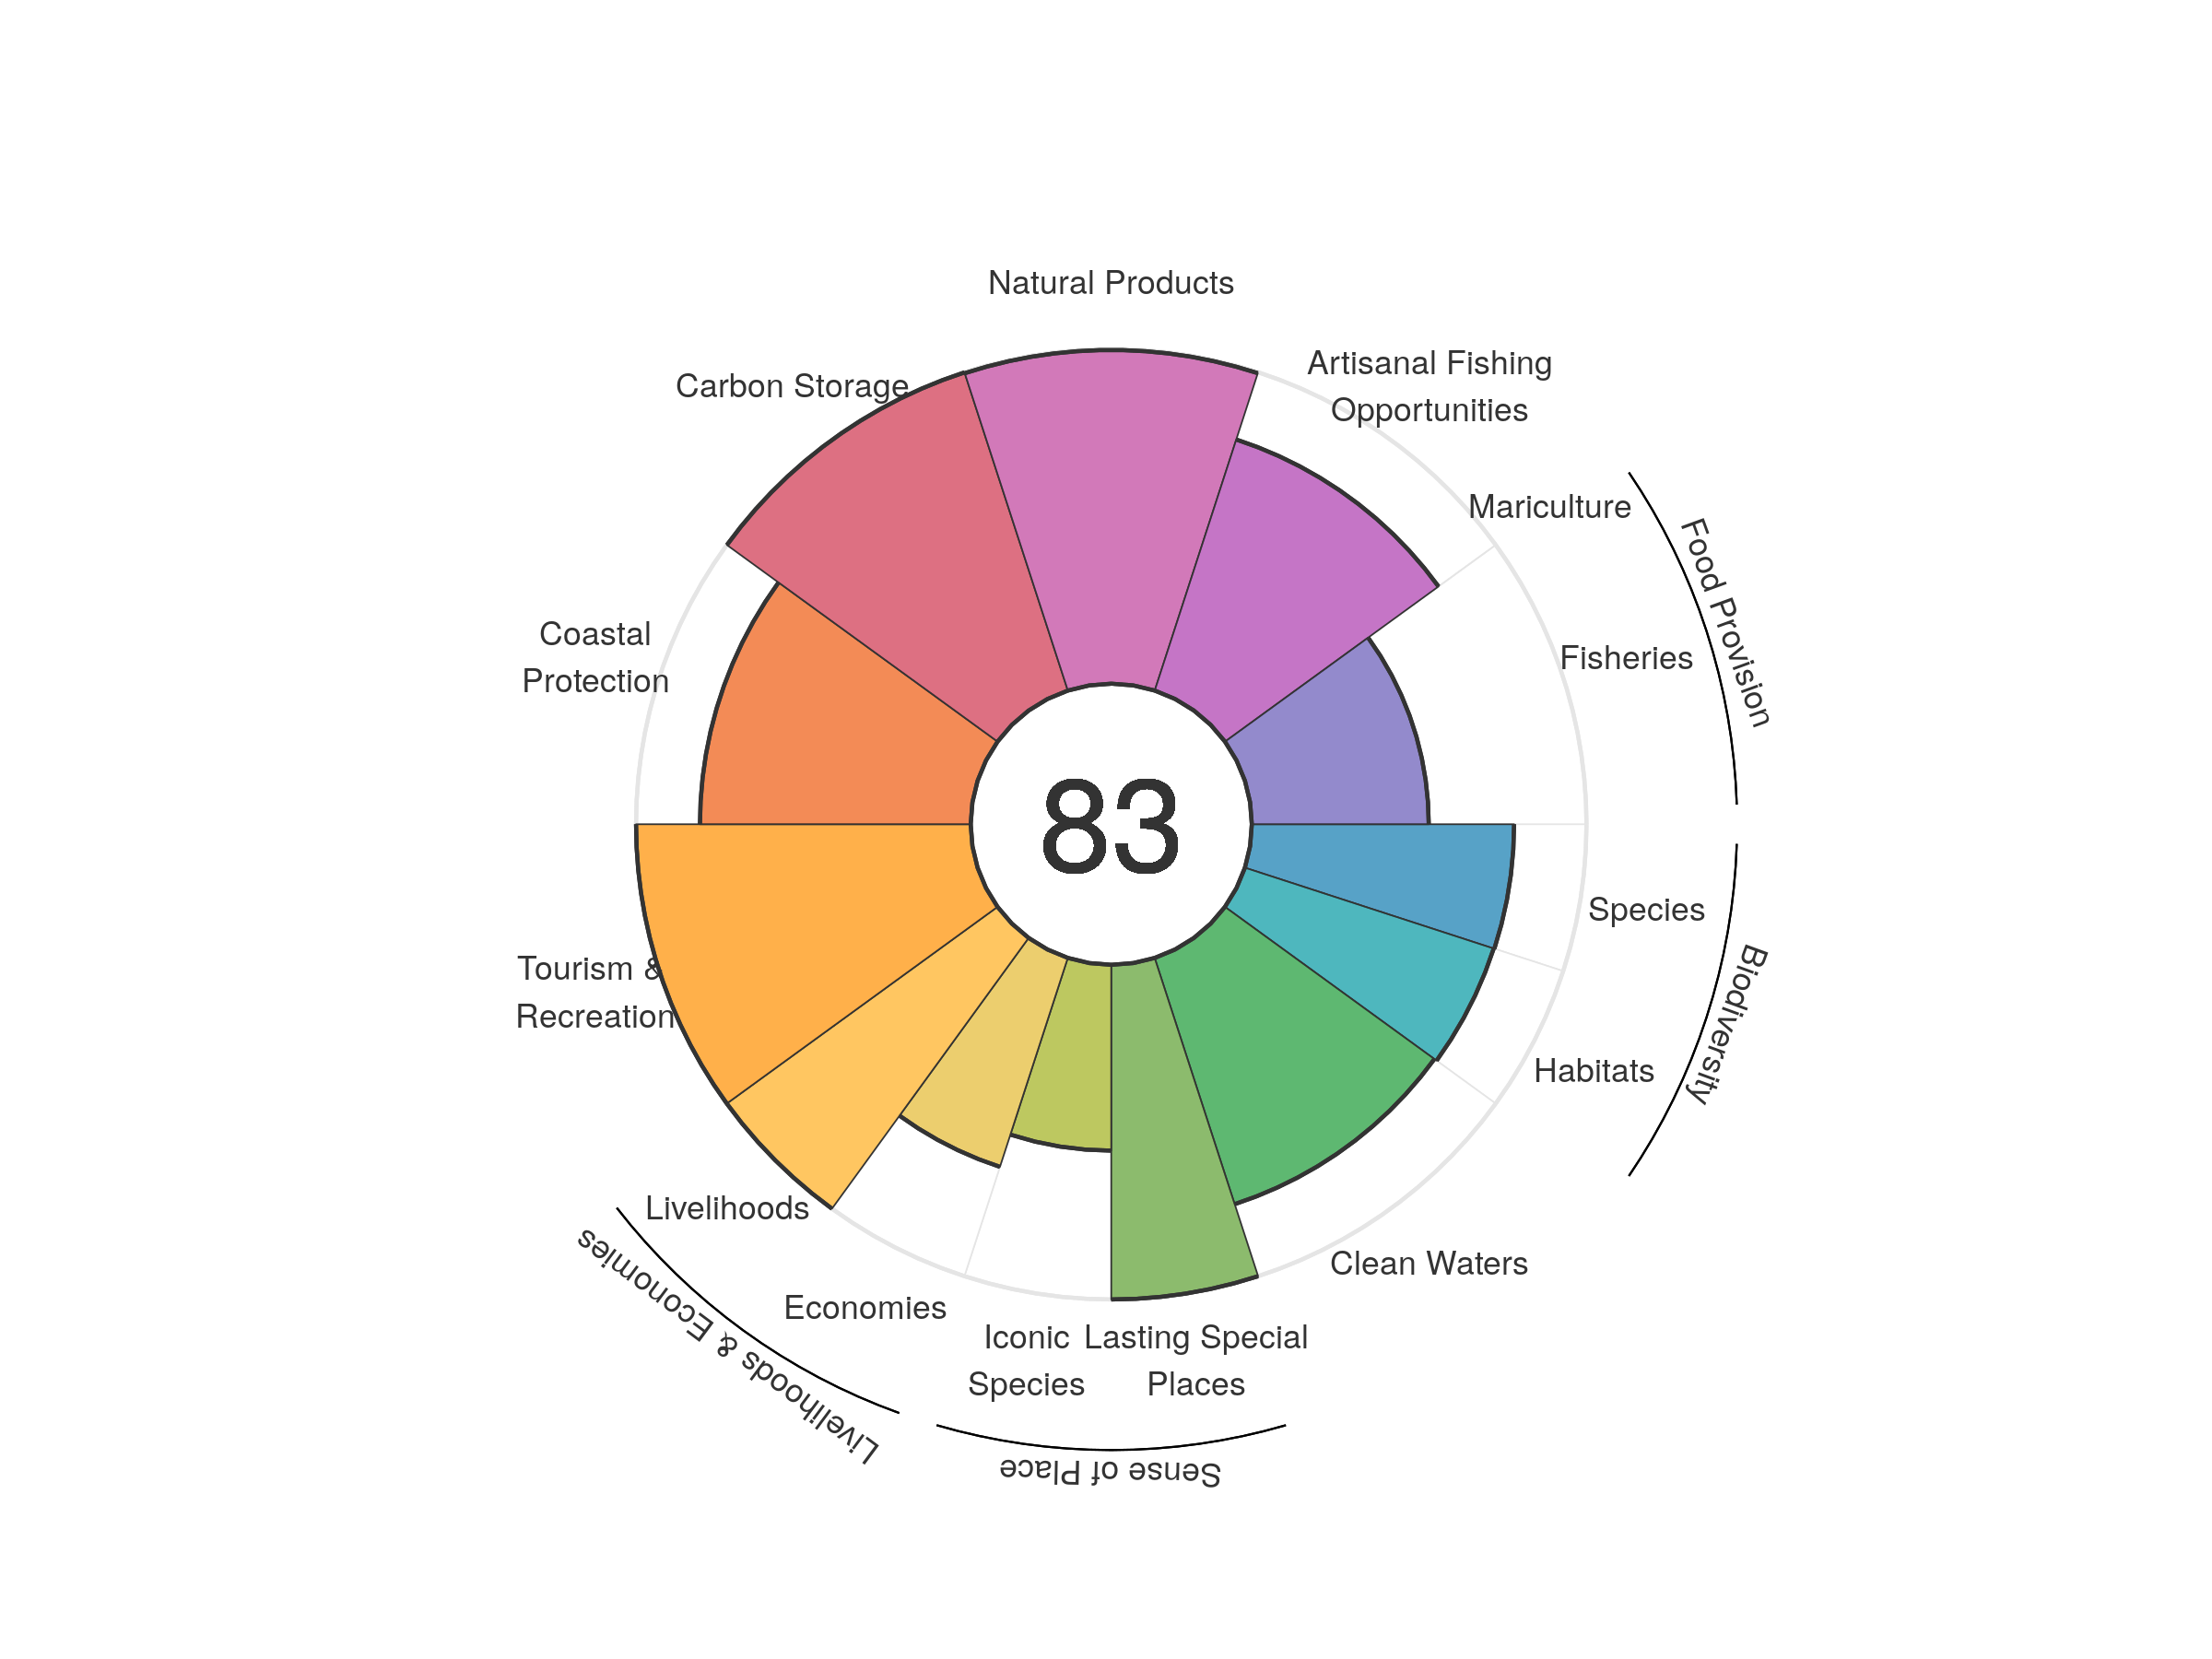 Natural Products
Artisanal Fishing
Opportunities
Carbon Storage
Mariculture
Food Provision
Fisheries
Coastal
Protection
83
Species
Biodiversity
Tourism &
Recreation
Habitats
Livelihoods
Clean Waters
Livelihoods & Economies
Economies
Iconic
Species
Lasting Special
Places
Sense of Place